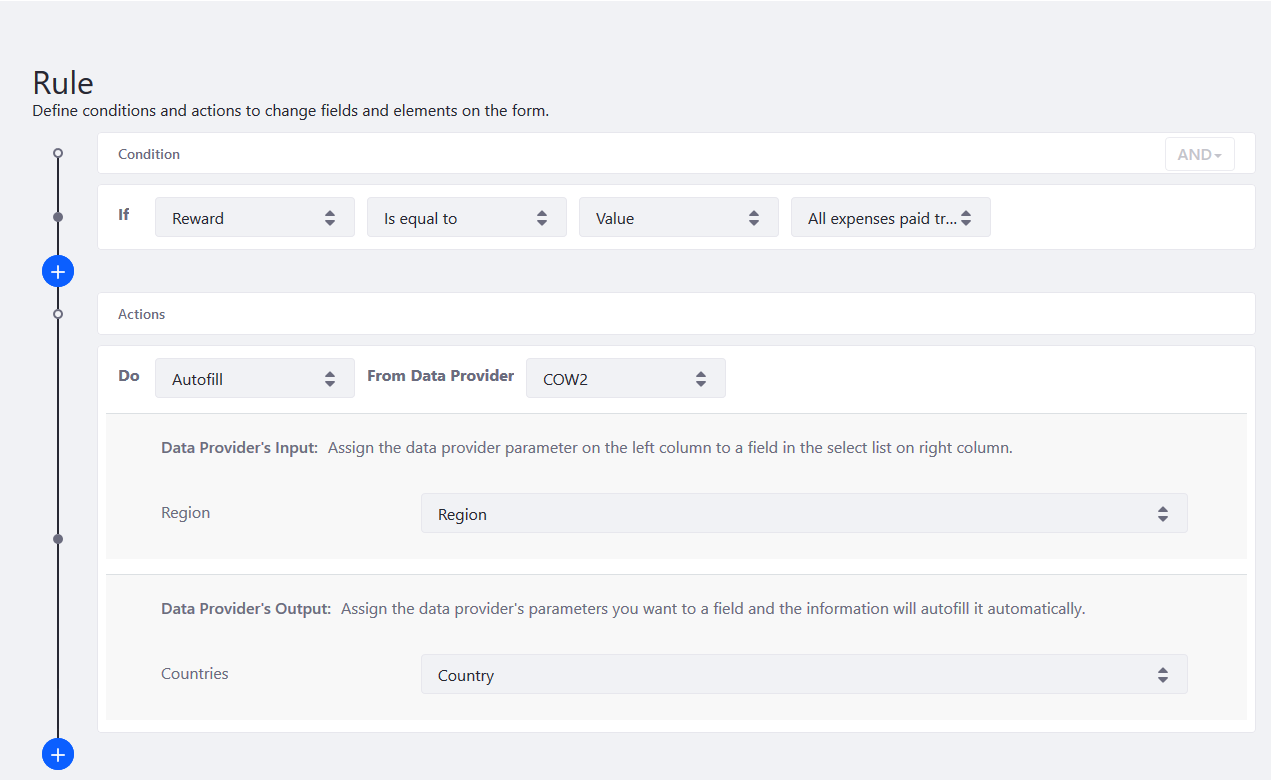 Rule
Define conditions and actions to change fields and elements on the form.
Condition AND
If Reward Is equal to Value All expenses paid tr...
Actions
Do Autofill From Data Provider COW2
Data Provider's Input: Assign the data provider parameter on the left column to a field in the select list on right column.
Region Region
Data Provider's Output: Assign the data provider's parameters you want to a field and the information will autofill it automatically.
Countries Country